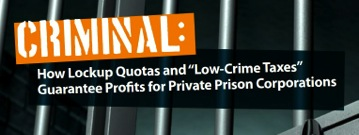 CRIMINAL:
How Lockup Quotas and “Low-Crime Taxes”
Guarantee Profits for Private Prison Corporations